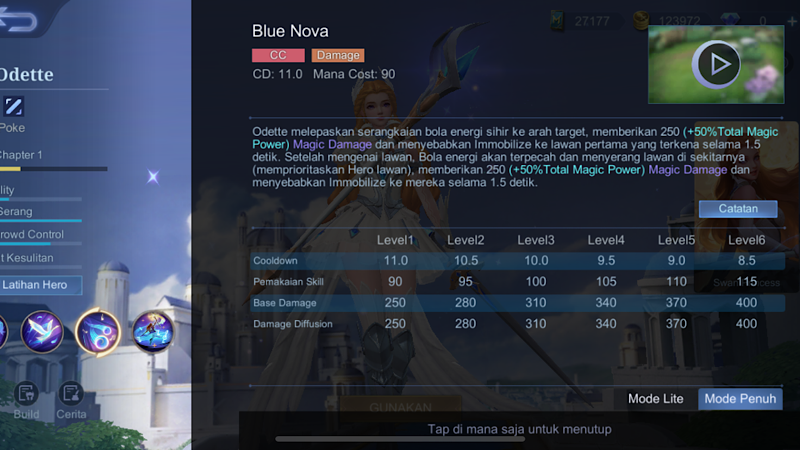 Blue Nova
CC Damage
CD: 11.0 Mana Cost: 90
27177 123972 0
Odette
Poke
Chapter 1
Serang
rowd Control
Kesulitan
Latihan Hero
Build Cerita
Odette melepaskan serangkaian bola energi sihir ke arah target, memberikan 250 (+50%Total Magic
Power) Magic Damage dan menyebabkan Immobilize ke lawan pertama yang terkena selama 1.5
detik. Setelah mengenai lawan, Bola energi akan terpecah dan menyerang lawan di sekitarnya
(memprioritaskan Hero lawan), memberikan 250 (+50%Total Magic Power) Magic Damage dan
menyebabkan Immobilize ke mereka selama 1.5 detik.
Catatan
Level1 Level2 Level3 Level4 Level5 Level6
Cooldown 11.0 10.5 10.0 9.5 9.0 8.5
Pemakaian Skill 90 95 100 105 110 115
Base Damage 250 280 310 340 370 400
Damage Diffusion 250 280 310 340 370 400
Mode Lite Mode Penuh
GUNAKAN
Tap di mana saja untuk menutup